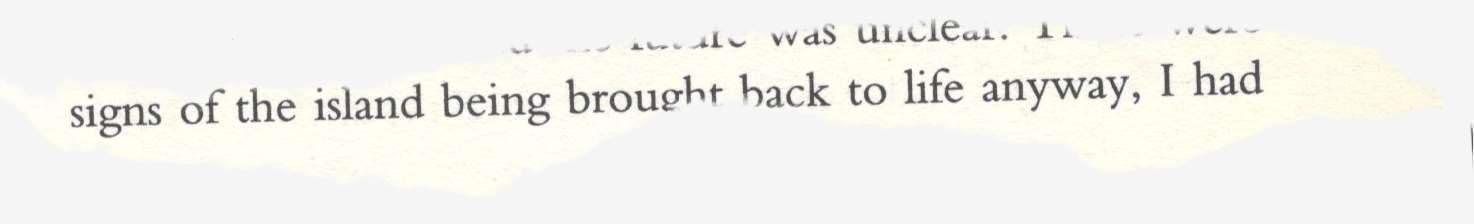 was unclear.
signs of the island being brought back to life anyway, I had